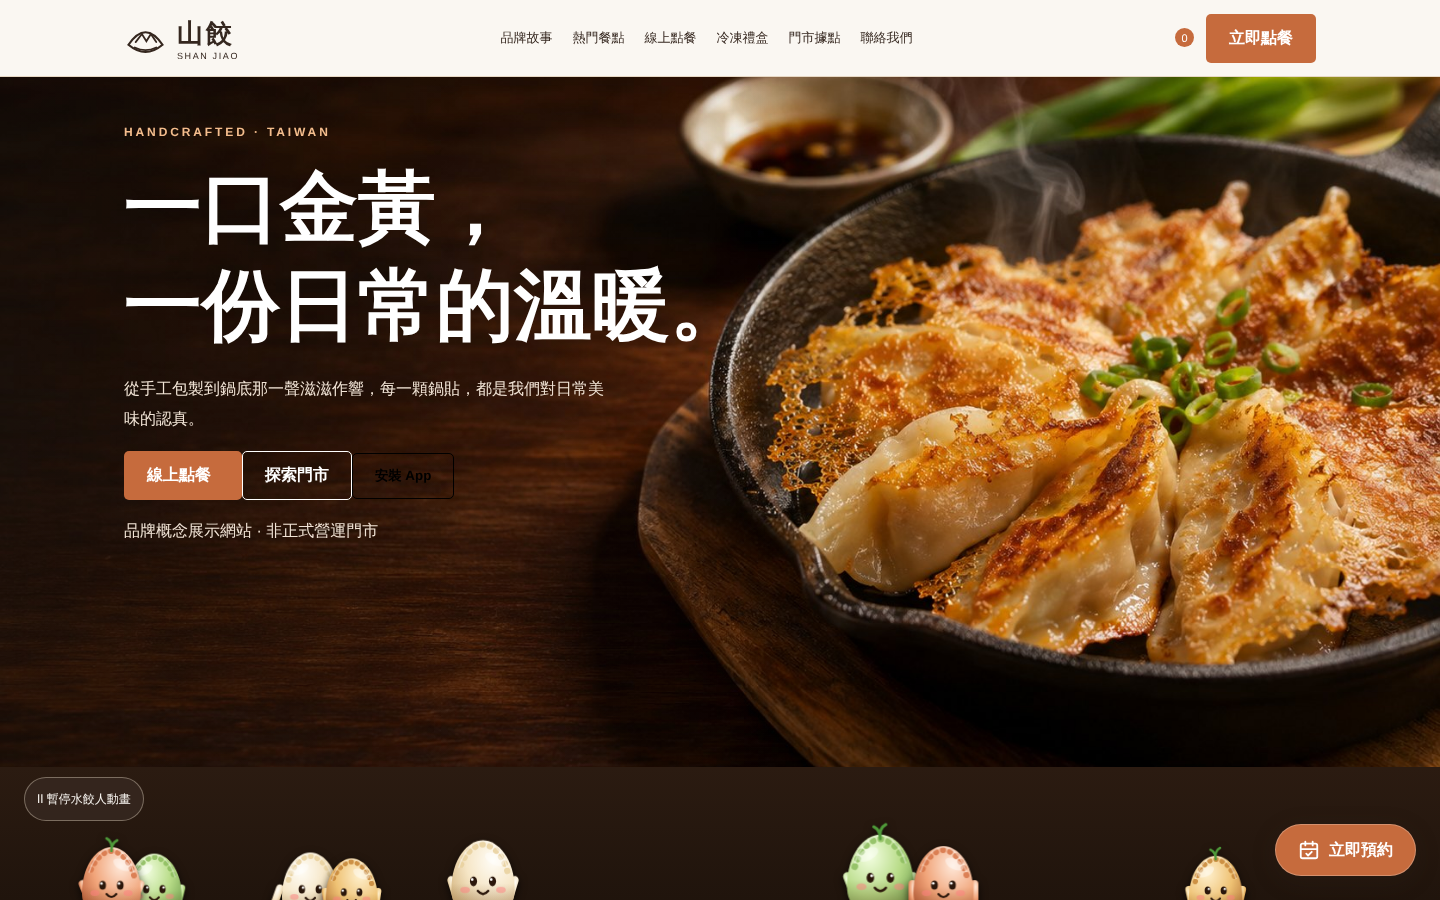 山餃
SHAN JIAO
品牌故事 熱門餐點 線上點餐 冷凍禮盒 門市據點 聯絡我們
0
立即點餐
HANDCRAFTED · TAIWAN
一口金黃，
一份日常的溫暖。
從手工包製到鍋底那一聲滋滋作響，每一顆鍋貼，都是我們對日常美
味的認真。
線上點餐 探索門市 安裝 App
品牌概念展示網站 · 非正式營運門市
II 暫停水餃人動畫
立即預約